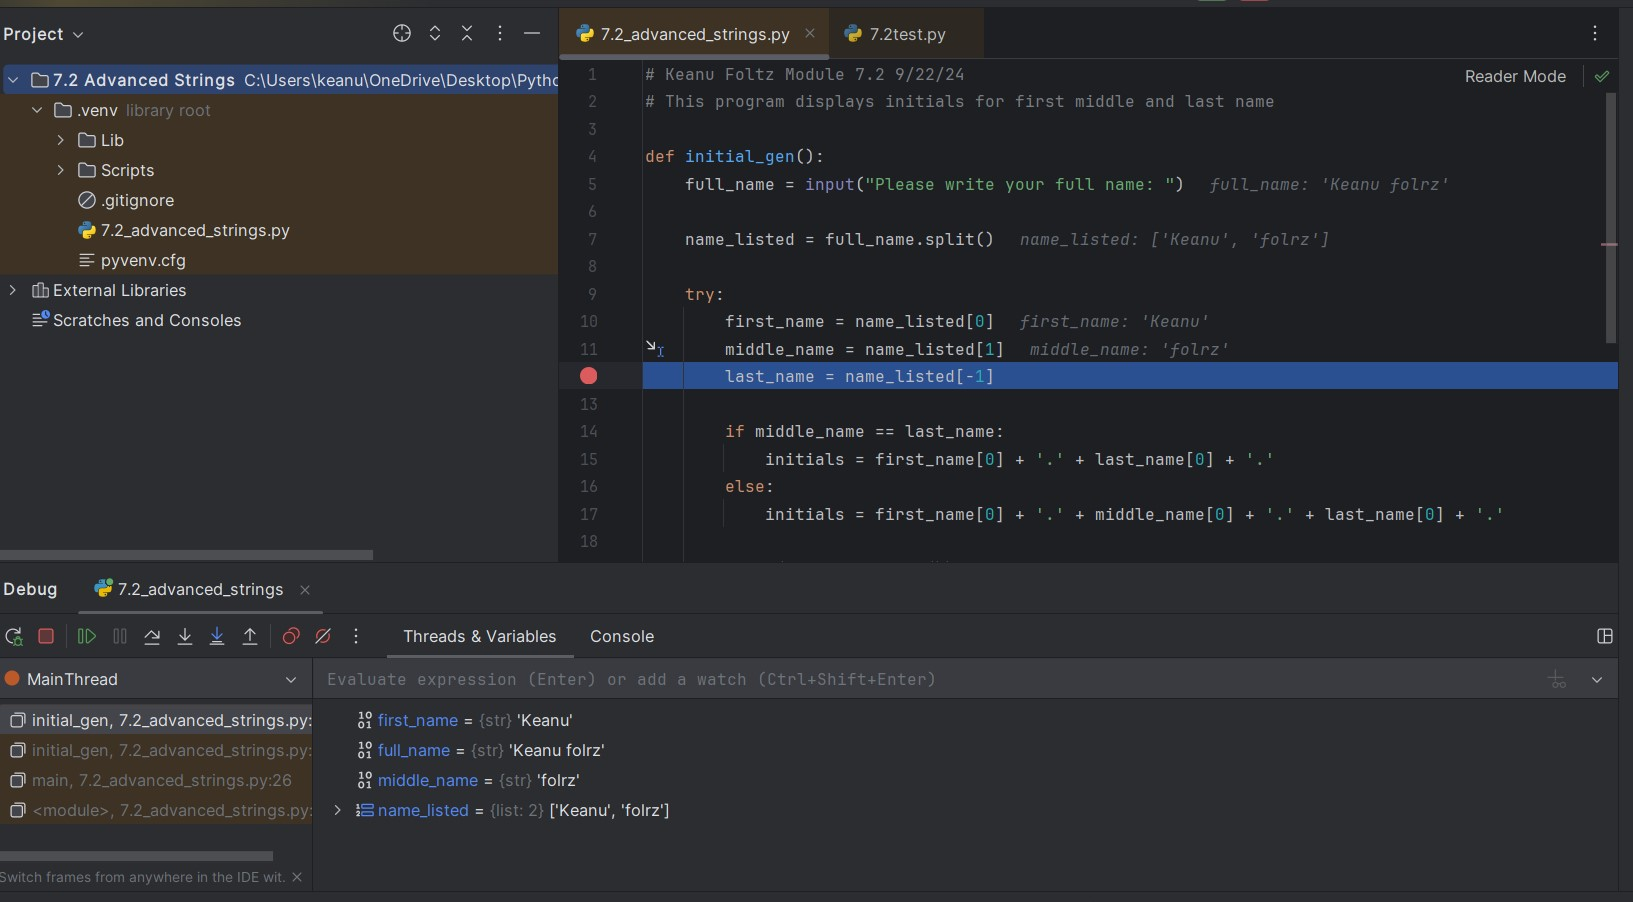 Project
7.2_advanced_strings.py
7.2test.py
7.2 Advanced Strings C:\Users\keanu\OneDrive\Desktop\Pytho
.venv library root
Lib
Scripts
.gitignore
7.2_advanced_strings.py
pyvenv.cfg
External Libraries
Scratches and Consoles
Reader Mode
1 # Keanu Foltz Module 7.2 9/22/24
2 # This program displays initials for first middle and last name
3
4 def initial_gen():
5 full_name = input("Please write your full name: ") full_name: 'Keanu folrz'
6
7 name_listed = full_name.split() name_listed: ['Keanu', 'folrz']
8
9 try:
10 first_name = name_listed[0] first_name: 'Keanu'
11 middle_name = name_listed[1] middle_name: 'folrz'
last_name = name_listed[-1]
13
14 if middle_name == last_name:
15 initials = first_name[0] + '.' + last_name[0] + '.'
16 else:
17 initials = first_name[0] + '.' + middle_name[0] + '.' + last_name[0] + '.'
18
Debug 7.2_advanced_strings
Threads & Variables Console
MainThread
Evaluate expression (Enter) or add a watch (Ctrl+Shift+Enter)
initial_gen, 7.2_advanced_strings.py:
initial_gen, 7.2_advanced_strings.py:
main, 7.2_advanced_strings.py:26
<module>, 7.2_advanced_strings.py:
first_name = {str} 'Keanu'
full_name = {str} 'Keanu folrz'
middle_name = {str} 'folrz'
name_listed = {list: 2} ['Keanu', 'folrz']
Switch frames from anywhere in the IDE wit.